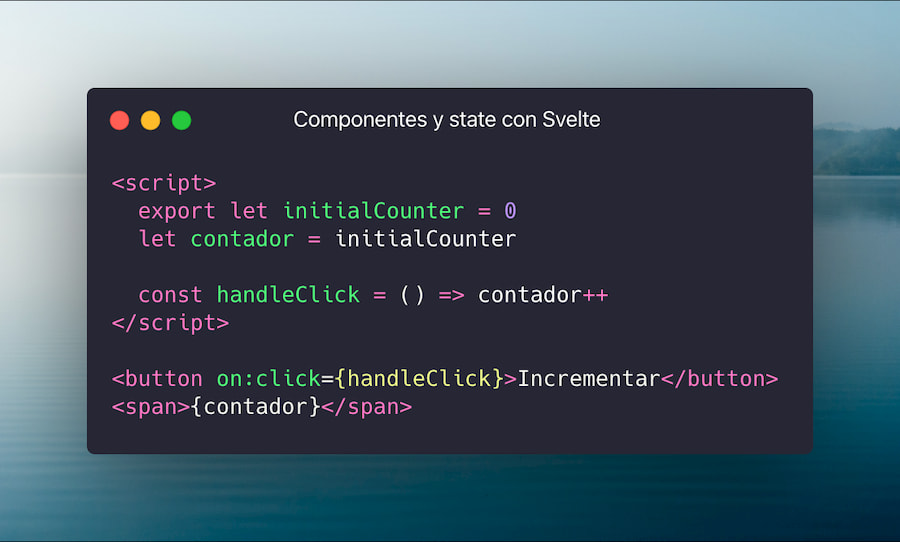 Componentes y state con Svelte
<script>
  export let initialCounter = 0
  let contador = initialCounter
  const handleClick = () => contador++
</script>
<button on:click={handleClick}>Incrementar</button>
<span>{contador}</span>